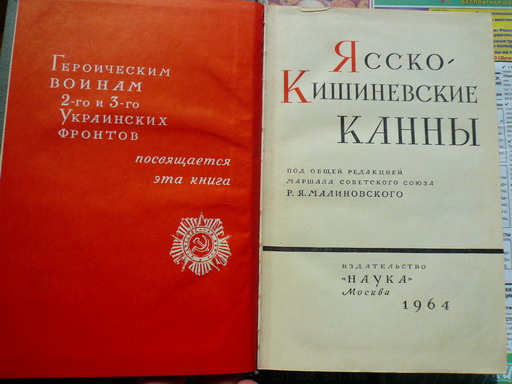 Героическим
воинам
2-го и 3-го
Украинских
фронтов
посвящается
эта книга
Ясско-
Кишиневские
канны
под общей редакцией
маршала советского союза
Р. Я. Малиновского
издательство
«Наука»
Москва
1964